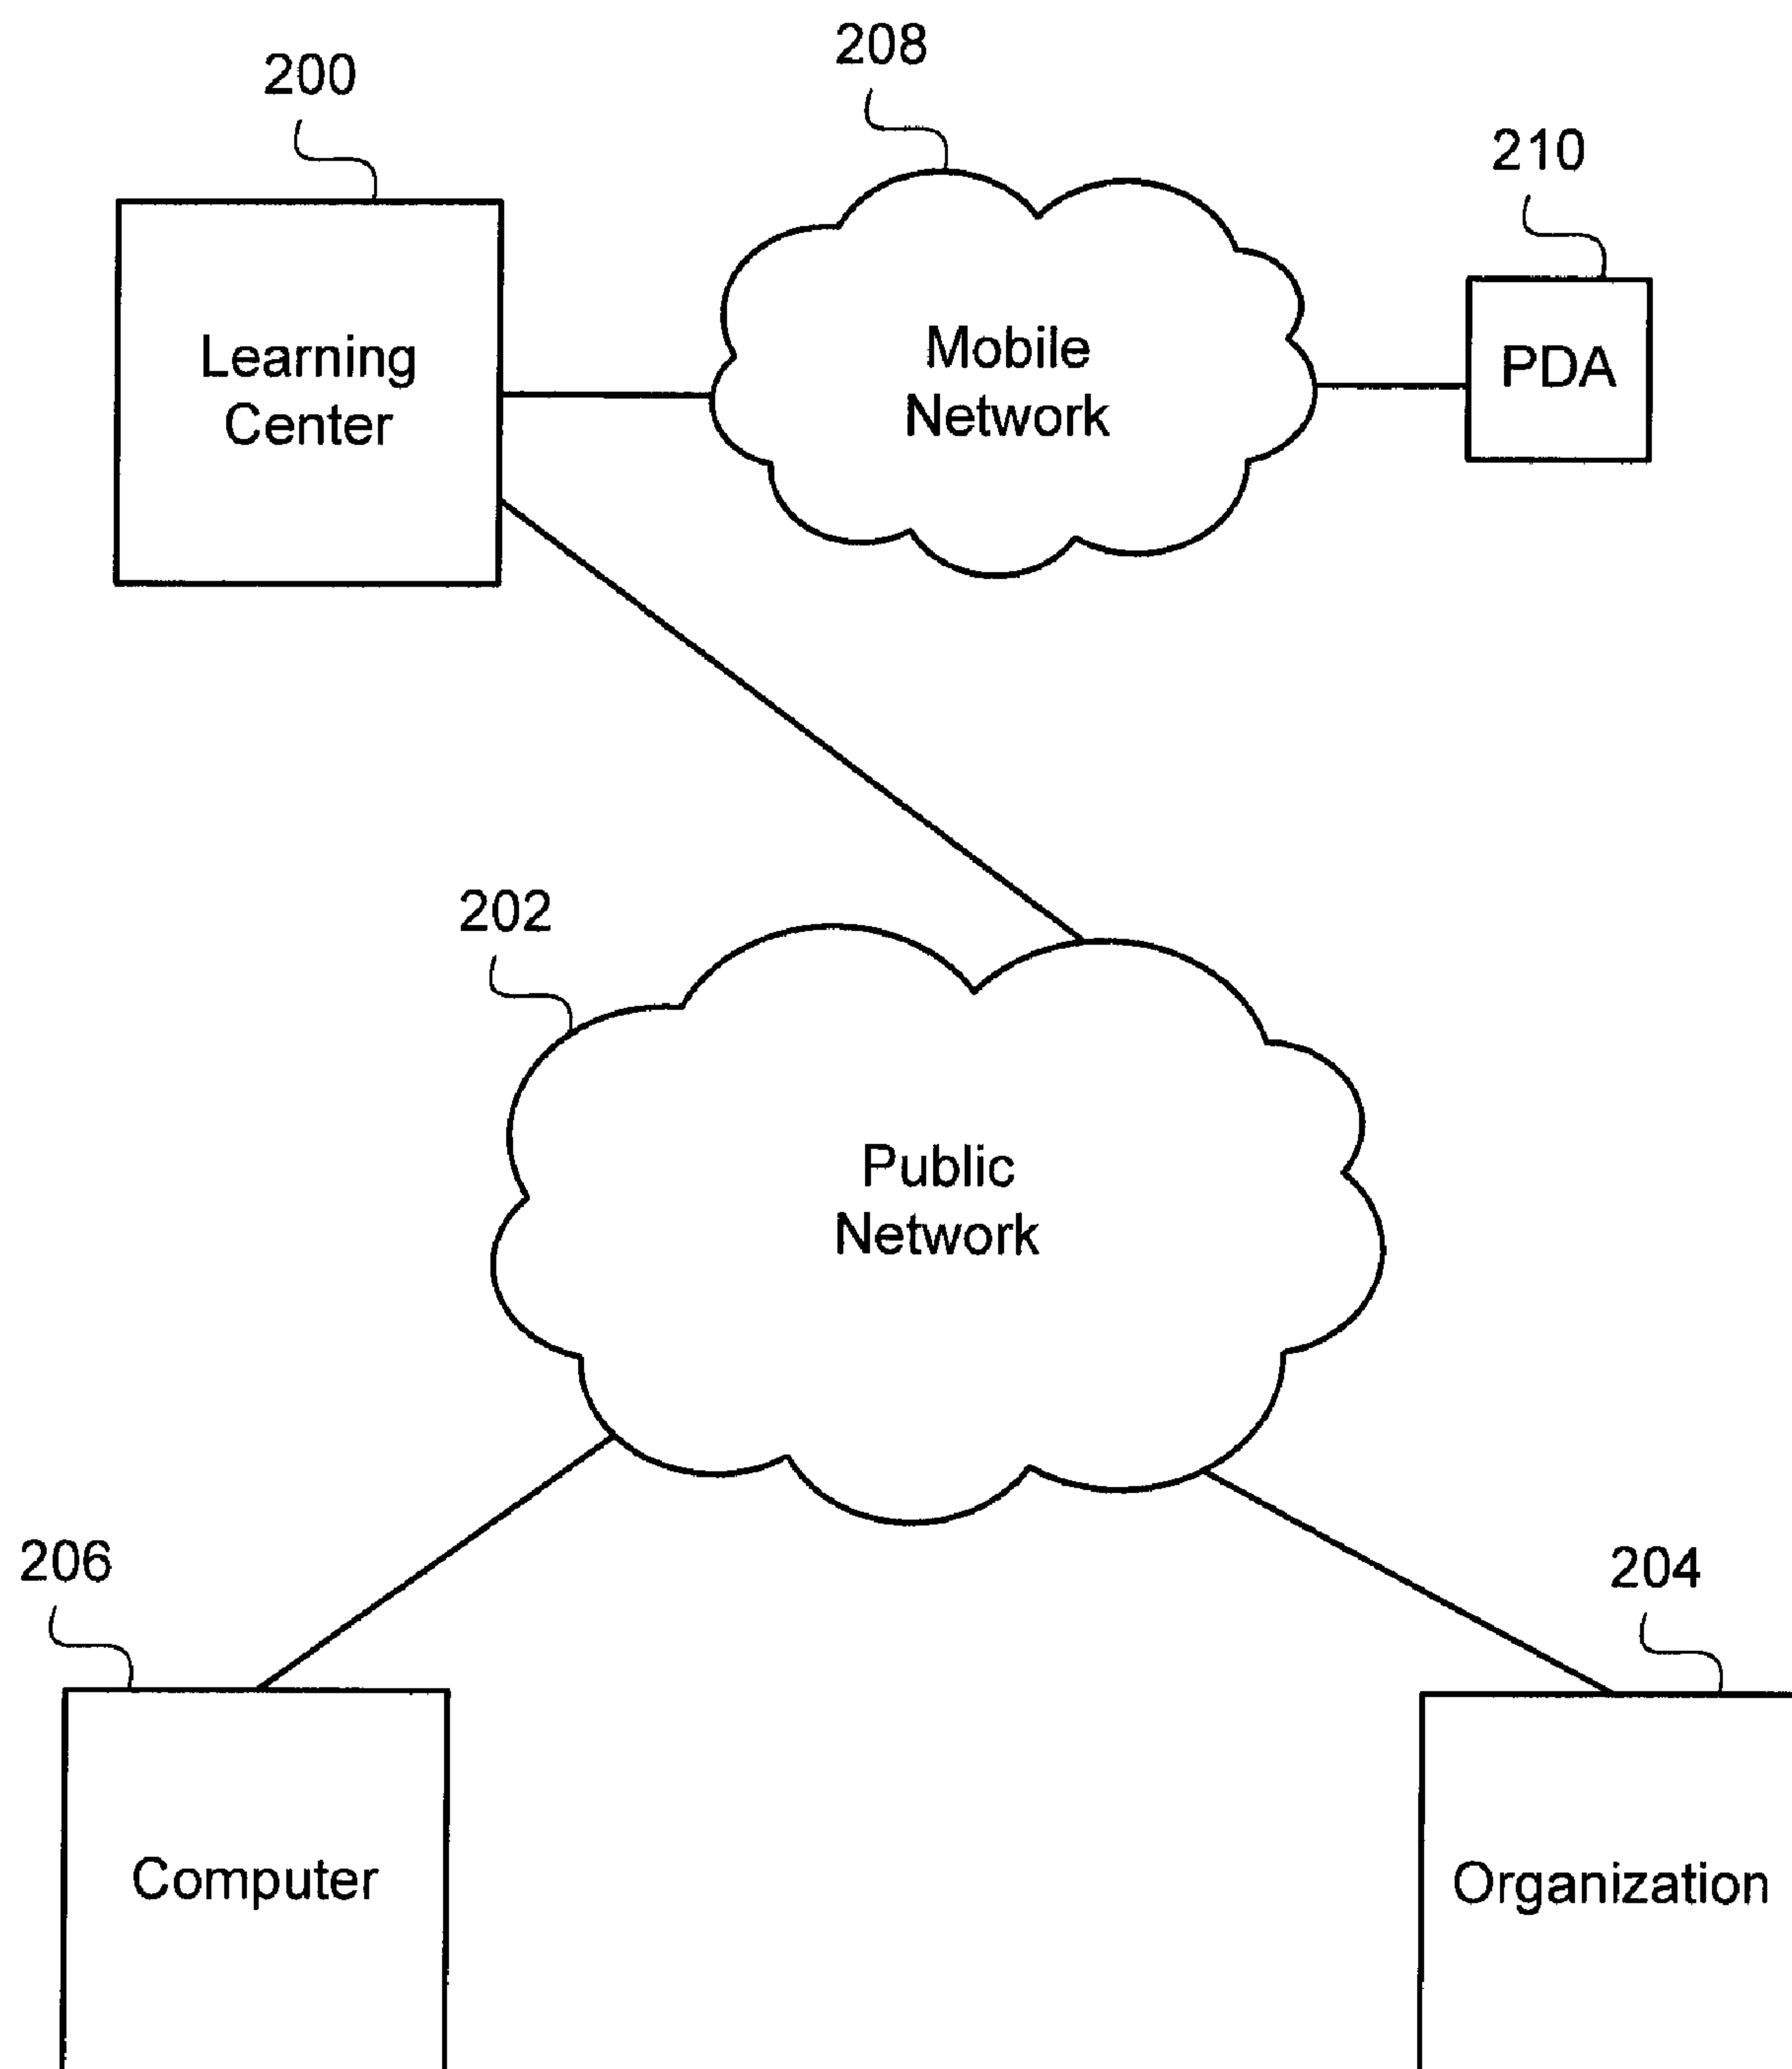 200
208
210
Learning
Center
Mobile
Network
PDA
202
Public
Network
206
204
Computer
Organization